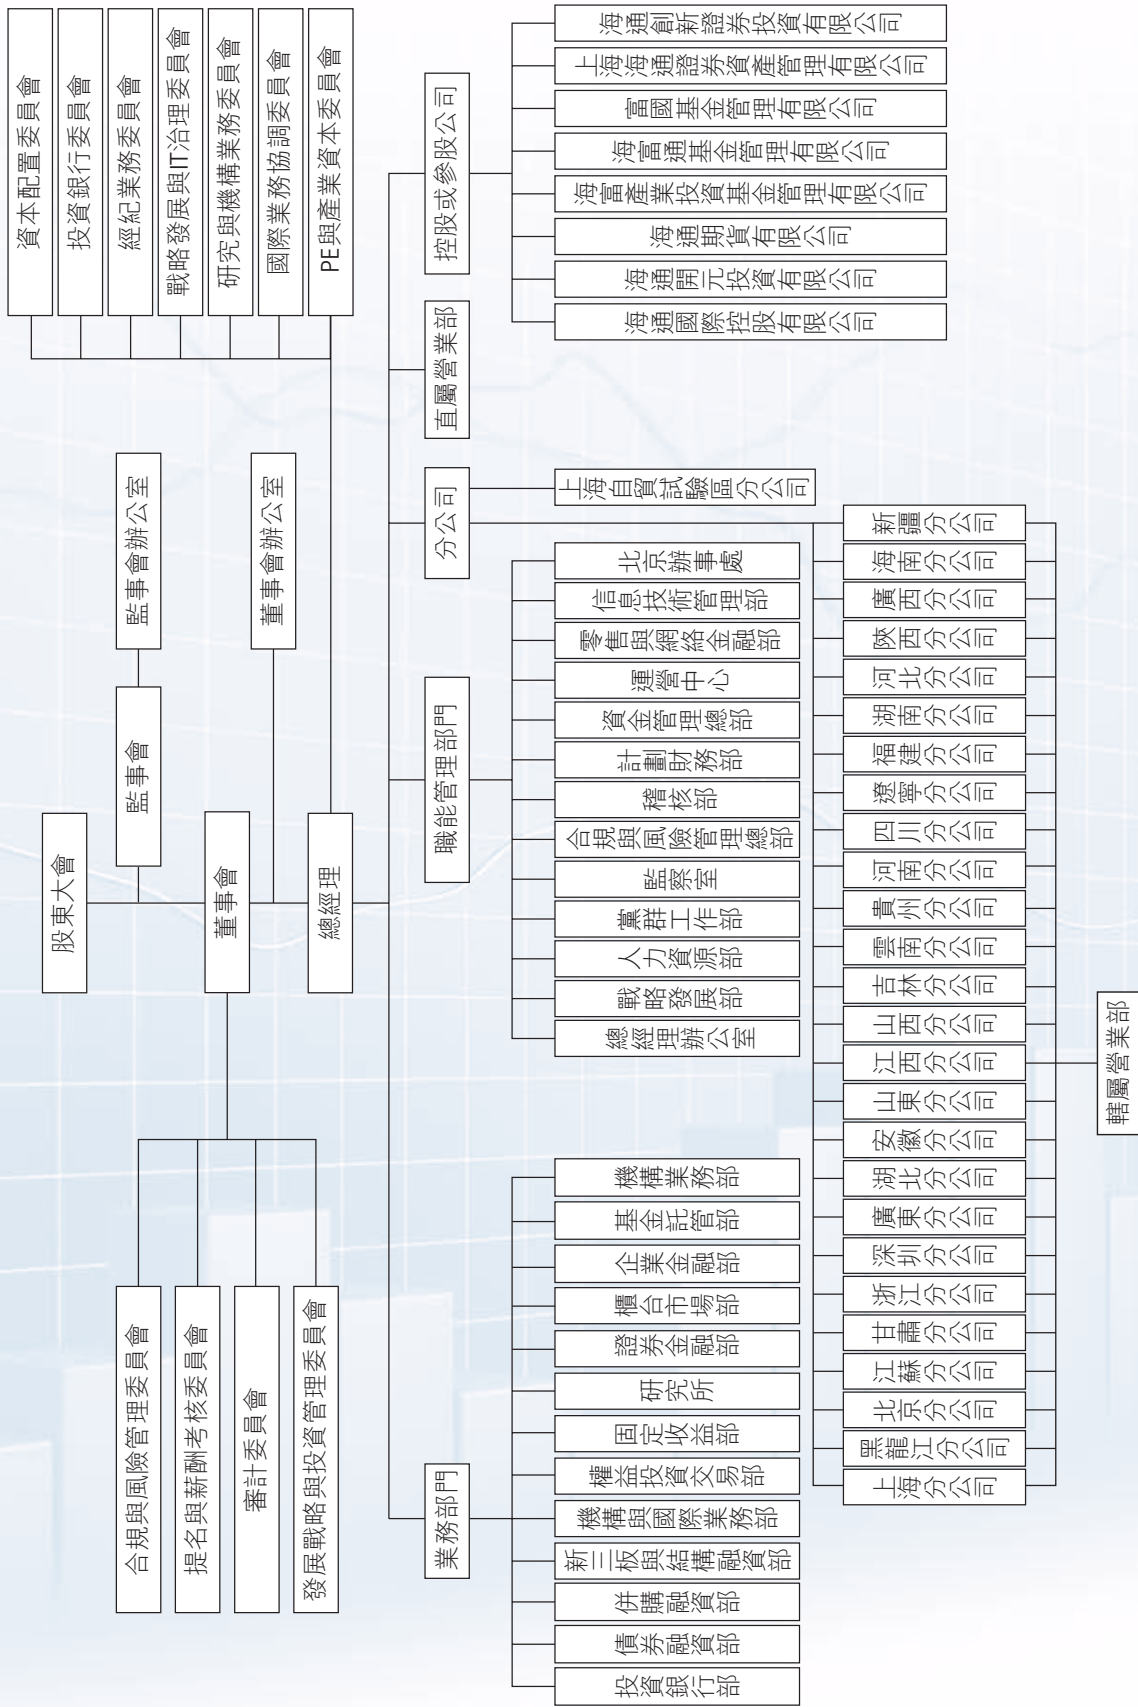 股東大會
監事會
監事會辦公室
董事會
董事會辦公室
合規與風險管理委員會
提名與薪酬考核委員會
審計委員會
發展戰略與投資管理委員會
總經理
資本配置委員會
投資銀行委員會
經紀業務委員會
戰略發展與IT治理委員會
研究與機構業務委員會
國際業務協調委員會
PE與產業資本委員會
業務部門
職能管理部門
分公司
直屬營業部
控股或參股公司
投資銀行部
債券融資部
併購融資部
新三板與結構融資部
機構與國際業務部
權益投資交易部
固定收益部
研究所
證券金融部
櫃台市場部
企業金融部
基金託管部
機構業務部
總經理辦公室
戰略發展部
人力資源部
黨群工作部
監察室
合規與風險管理總部
稽核部
計劃財務部
資金管理總部
運營中心
零售與網絡金融部
信息技術管理部
北京辦事處
上海自貿試驗區分公司
海通國際控股有限公司
海通開元投資有限公司
海通期貨有限公司
海富產業投資基金管理有限公司
海富通基金管理有限公司
富國基金管理有限公司
上海海通證券資產管理有限公司
海通創新證券投資有限公司
上海分公司
黑龍江分公司
北京分公司
江蘇分公司
甘肅分公司
浙江分公司
深圳分公司
廣東分公司
湖北分公司
安徽分公司
山東分公司
江西分公司
山西分公司
吉林分公司
雲南分公司
貴州分公司
河南分公司
四川分公司
遼寧分公司
福建分公司
湖南分公司
河北分公司
陝西分公司
廣西分公司
海南分公司
新疆分公司
轄屬營業部